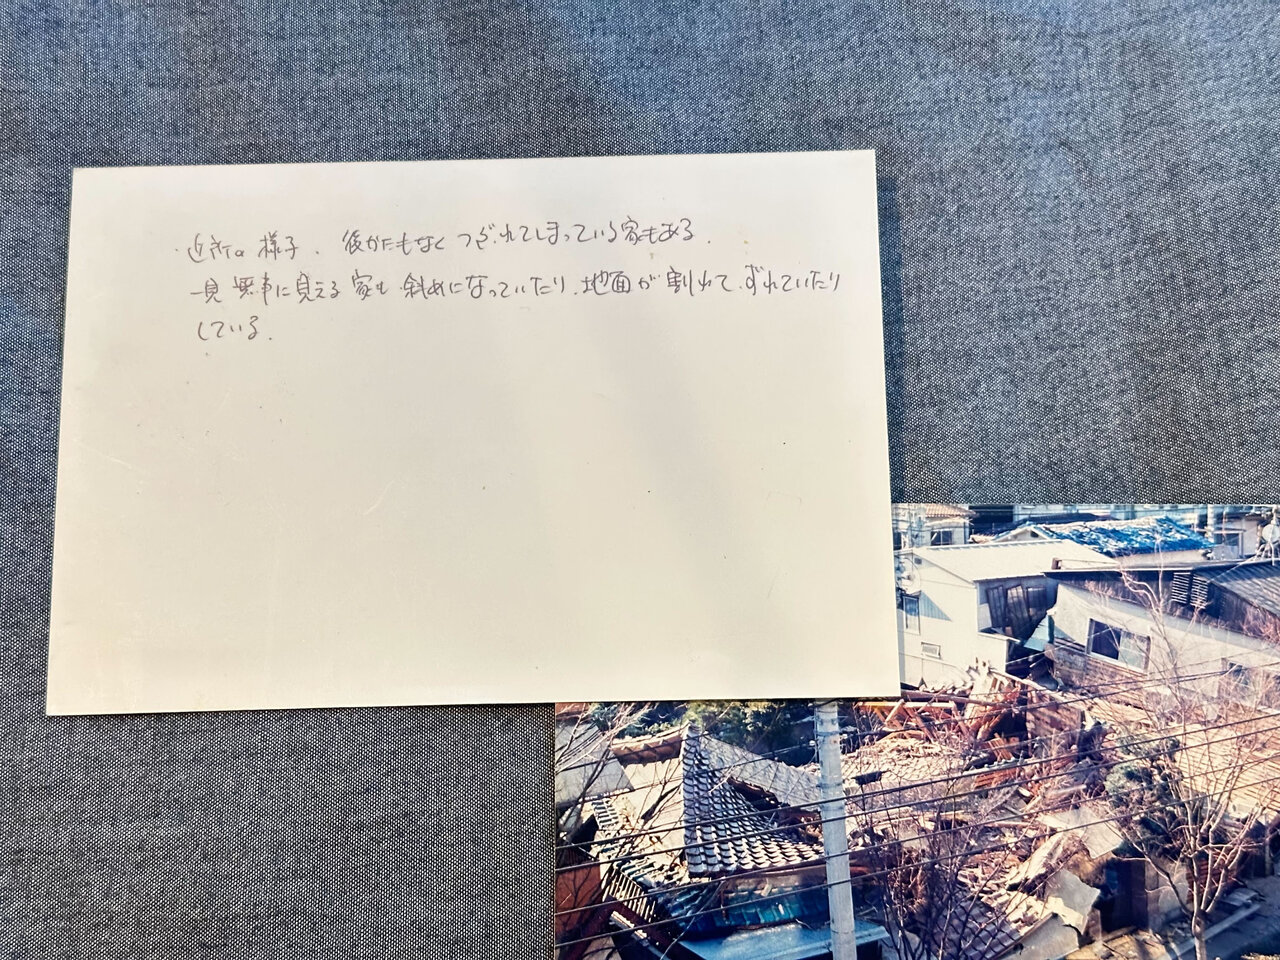 近所の様子. 後かたもなくつぶれてしまっている家もある.
一見無事に見える家も斜めになっていたり.地面が割れて.ずれていたり
している.